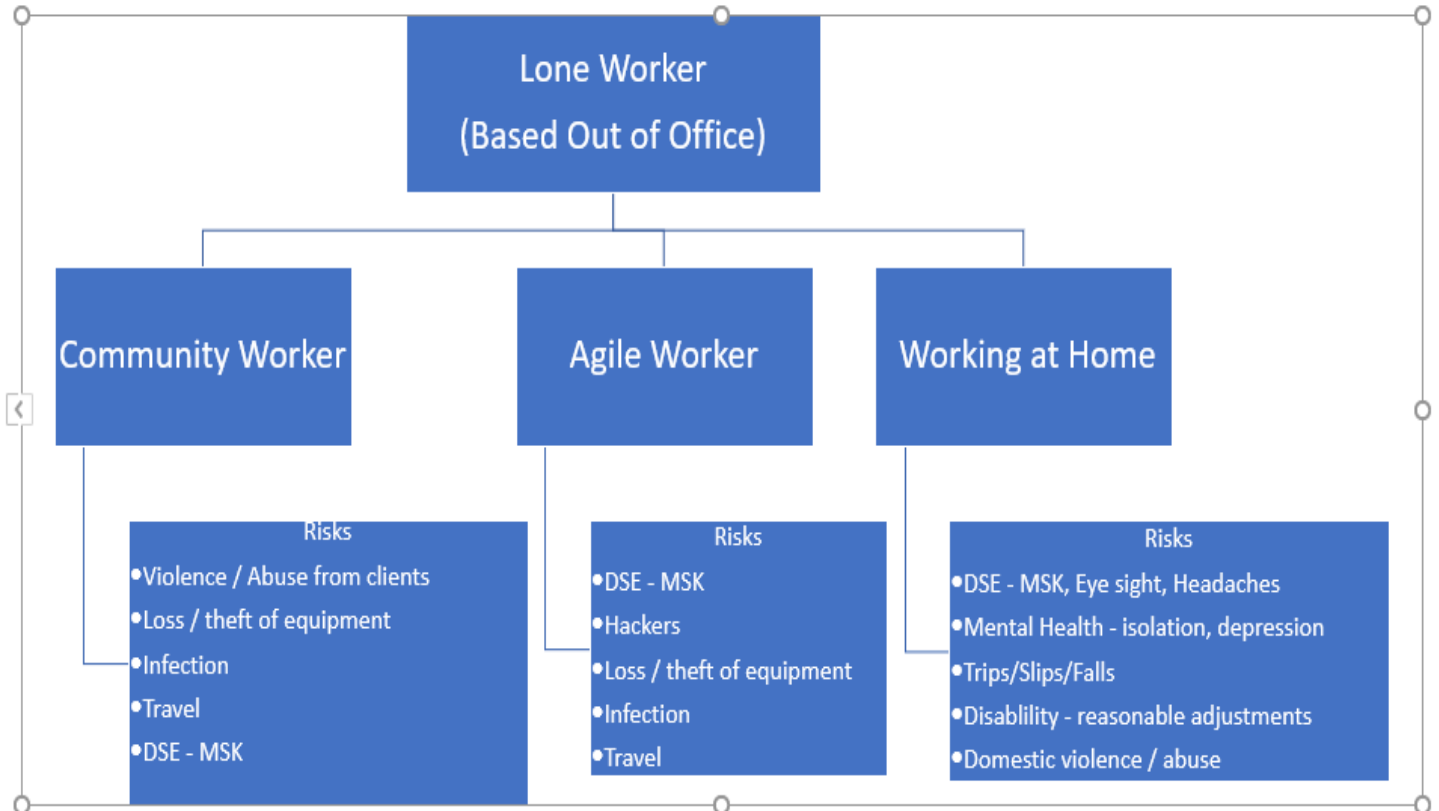 Lone Worker
(Based Out of Office)
Community Worker
Agile Worker
Working at Home
Risks
•Violence / Abuse from clients
•Loss / theft of equipment
•Infection
•Travel
•DSE - MSK
Risks
•DSE - MSK
•Hackers
•Loss / theft of equipment
•Infection
•Travel
Risks
•DSE - MSK, Eye sight, Headaches
•Mental Health - isolation, depression
•Trips/Slips/Falls
•Disablility - reasonable adjustments
•Domestic violence / abuse